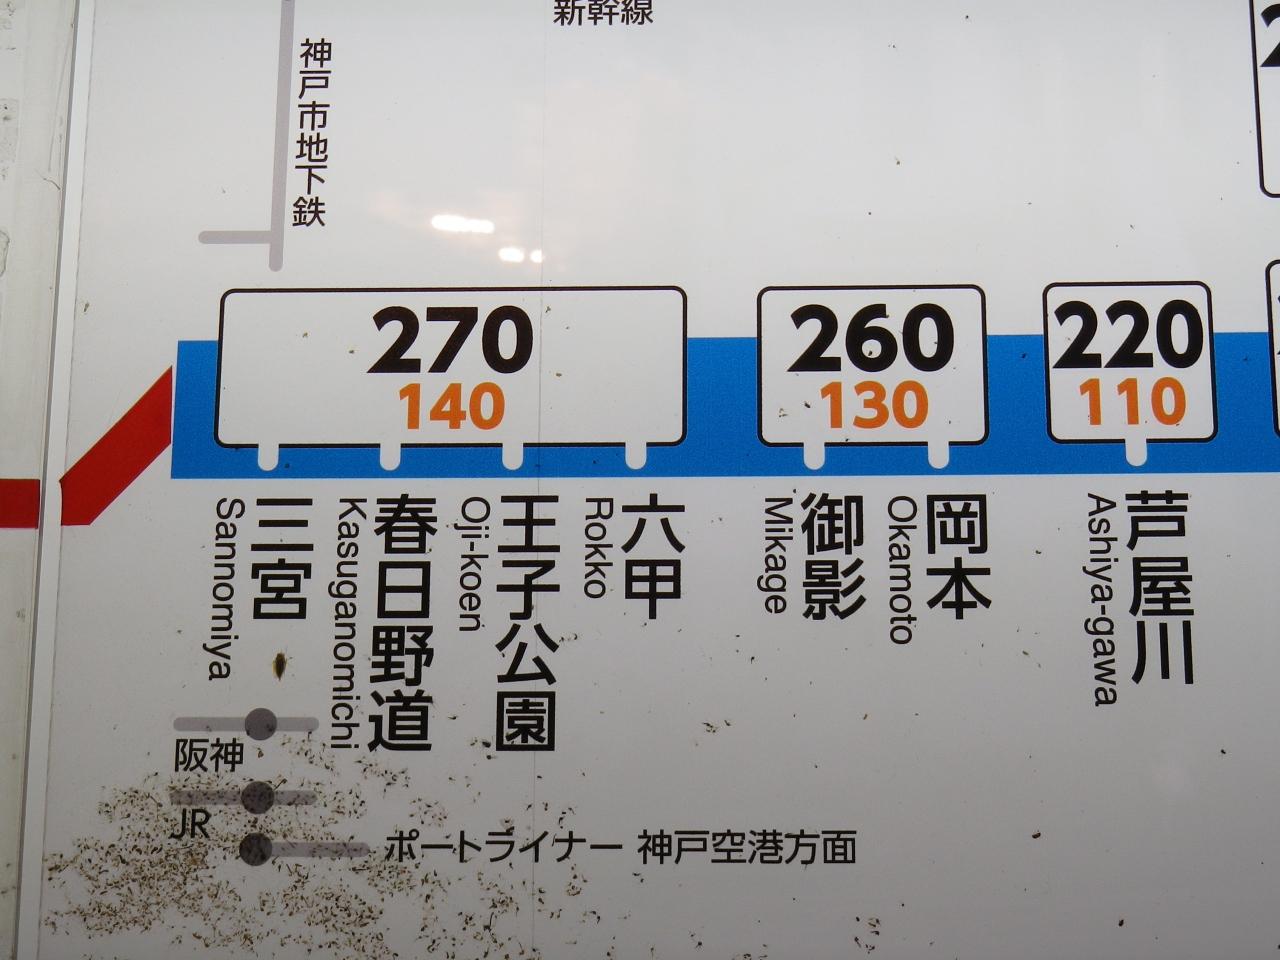 新幹線
神戸市地下鉄
270
140
260
130
220
110
三宮
Sannomiya
春日野道
Kasuganomichi
王子公園
Oji-koen
六甲
Rokko
御影
Mikage
岡本
Okamoto
芦屋川
Ashiya-gawa
阪神
JR
ポートライナー 神戸空港方面